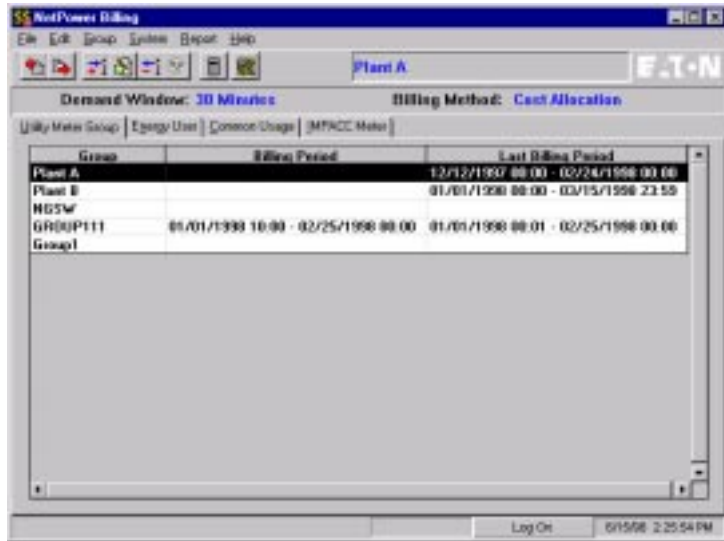 NetPower Billing
File Edit Group System Report Help
Plant A
E·T·N
Demand Window: 30 Minutes Billing Method: Cost Allocation
Utility Meter Group Energy User Common Usage IMPACC Meter
Group Billing Period Last Billing Period
Plant A 12/12/1997 00:00 - 02/24/1998 00:00
Plant B 01/01/1998 00:00 - 03/15/1998 23:59
NGSW
GROUP111 01/01/1998 10:00 - 02/25/1998 00:00 01/01/1998 00:01 - 02/25/1998 00:00
Group1
Log On 6/15/98 2:25:54 PM